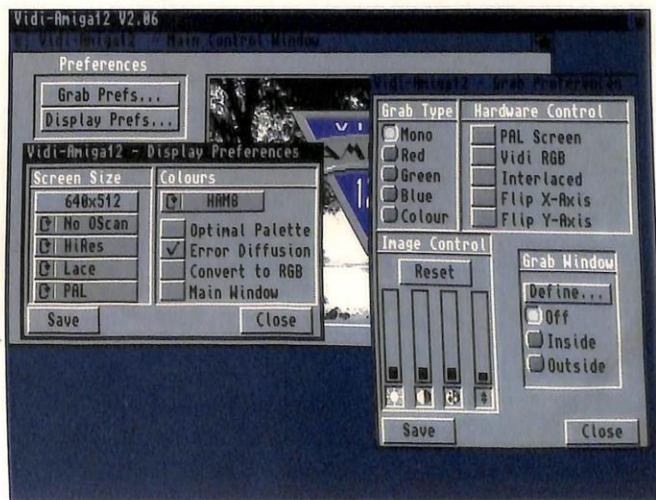 Vidi-Amiga12 V2.06
Vidi-Amiga12 - Main Control Window
Preferences
Grab Prefs...
Display Prefs...
Vidi-Amiga12 - Display Preferences
Screen Size
640x512
No OScan
HiRes
Lace
PAL
Colours
HAM8
Optimal Palette
Error Diffusion
Convert to RGB
Main Window
Save
Close
VI
12
Vidi-Amiga12 - Grab Preferences
Grab Type
Mono
Red
Green
Blue
Colour
Hardware Control
PAL Screen
Vidi RGB
Interlaced
Flip X-Axis
Flip Y-Axis
Image Control
Reset
Grab Window
Define...
Off
Inside
Outside
Save
Close